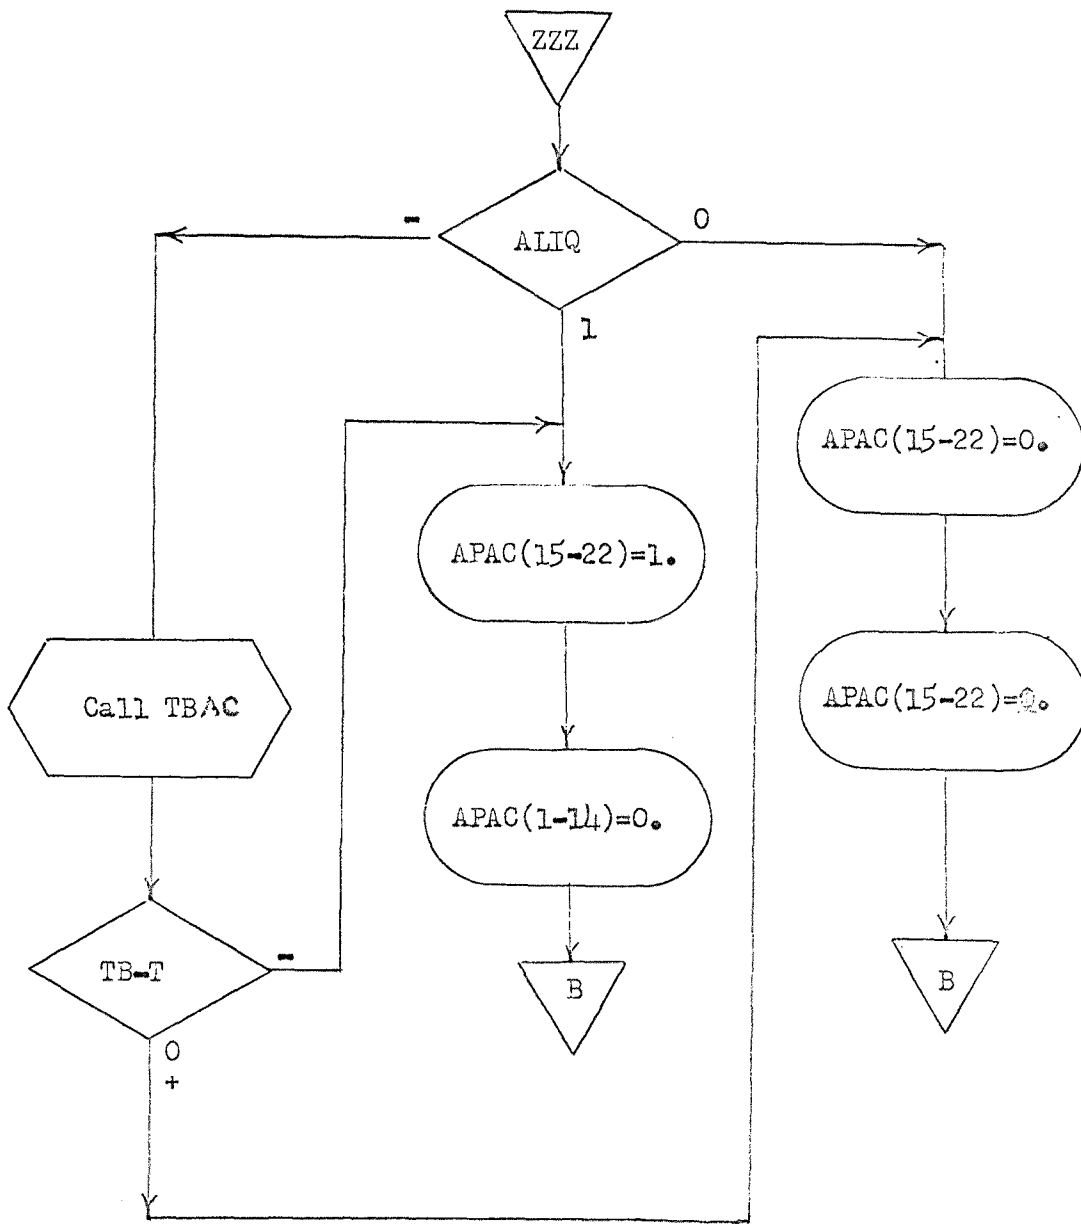 ZZZ
-
ALIQ
0
1
APAC(15-22)=0.
APAC(15-22)=1.
Call TBAC
APAC(15-22)=
APAC(1-14)=0.
TB-T
-
B
B
0
+